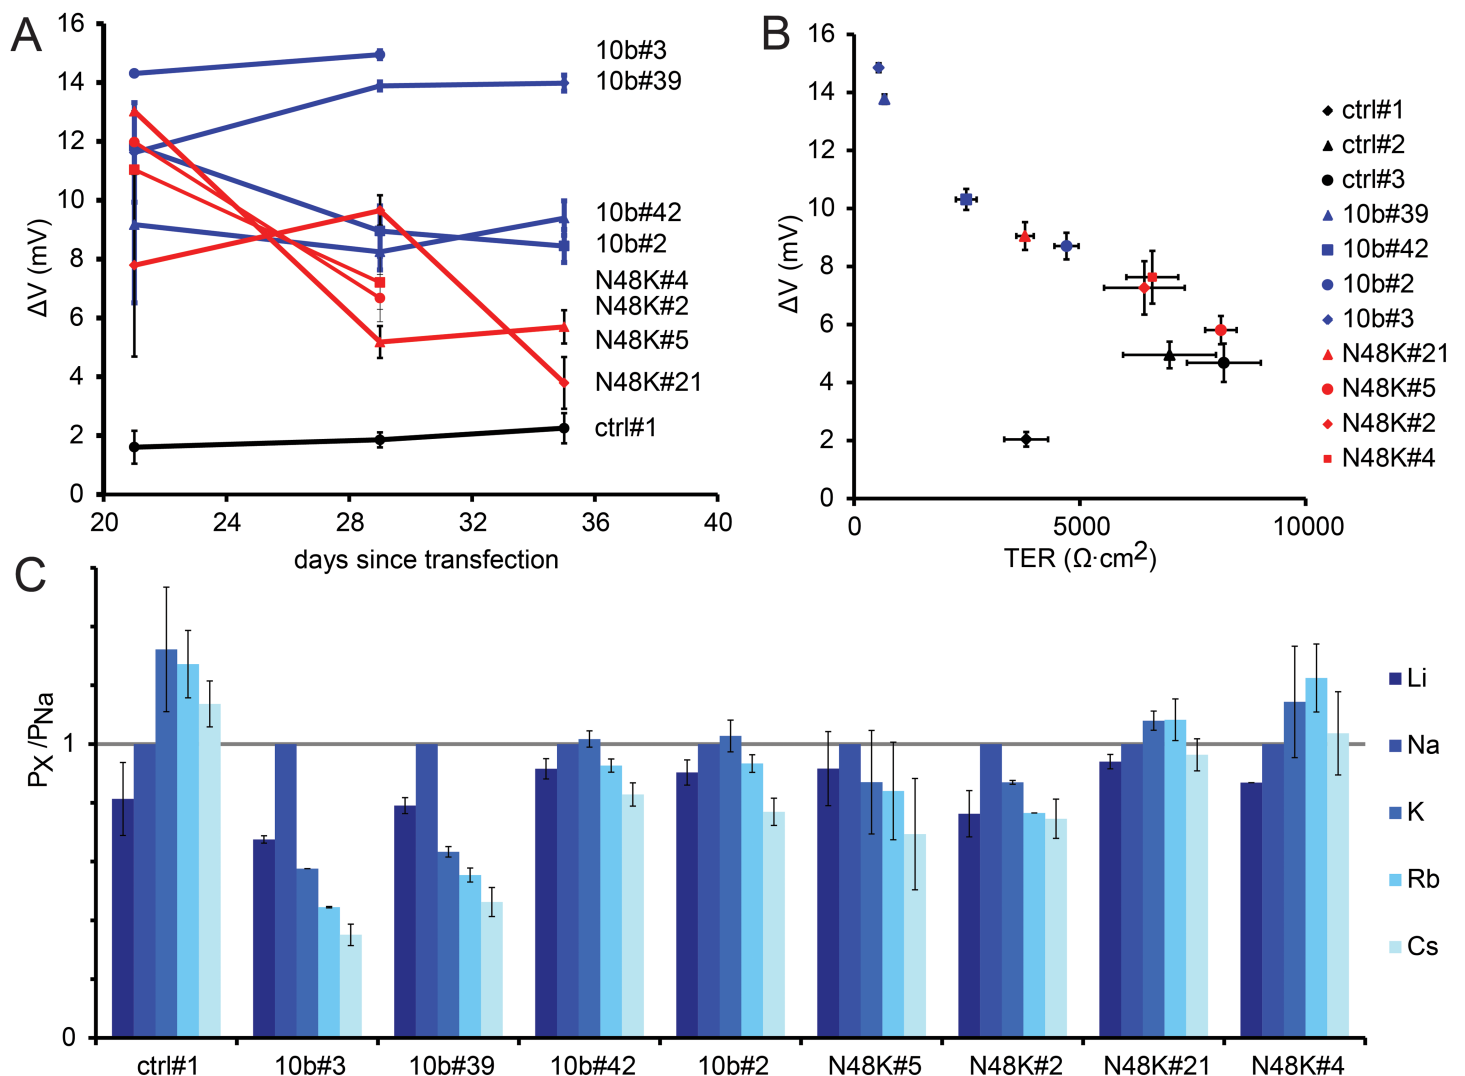 A
16
14
12
10
8
6
4
2
0
ΔV (mV)
20 24 28 32 36 40
days since transfection
10b#3
10b#39
10b#42
10b#2
N48K#4
N48K#2
N48K#5
N48K#21
ctrl#1
B
16
14
12
10
8
6
4
2
0
ΔV (mV)
0 5000 10000
TER (Ω·cm2)
ctrl#1
ctrl#2
ctrl#3
10b#39
10b#42
10b#2
10b#3
N48K#21
N48K#5
N48K#2
N48K#4
C
PX/PNa
1
0
ctrl#1 10b#3 10b#39 10b#42 10b#2 N48K#5 N48K#2 N48K#21 N48K#4
Li
Na
K
Rb
Cs